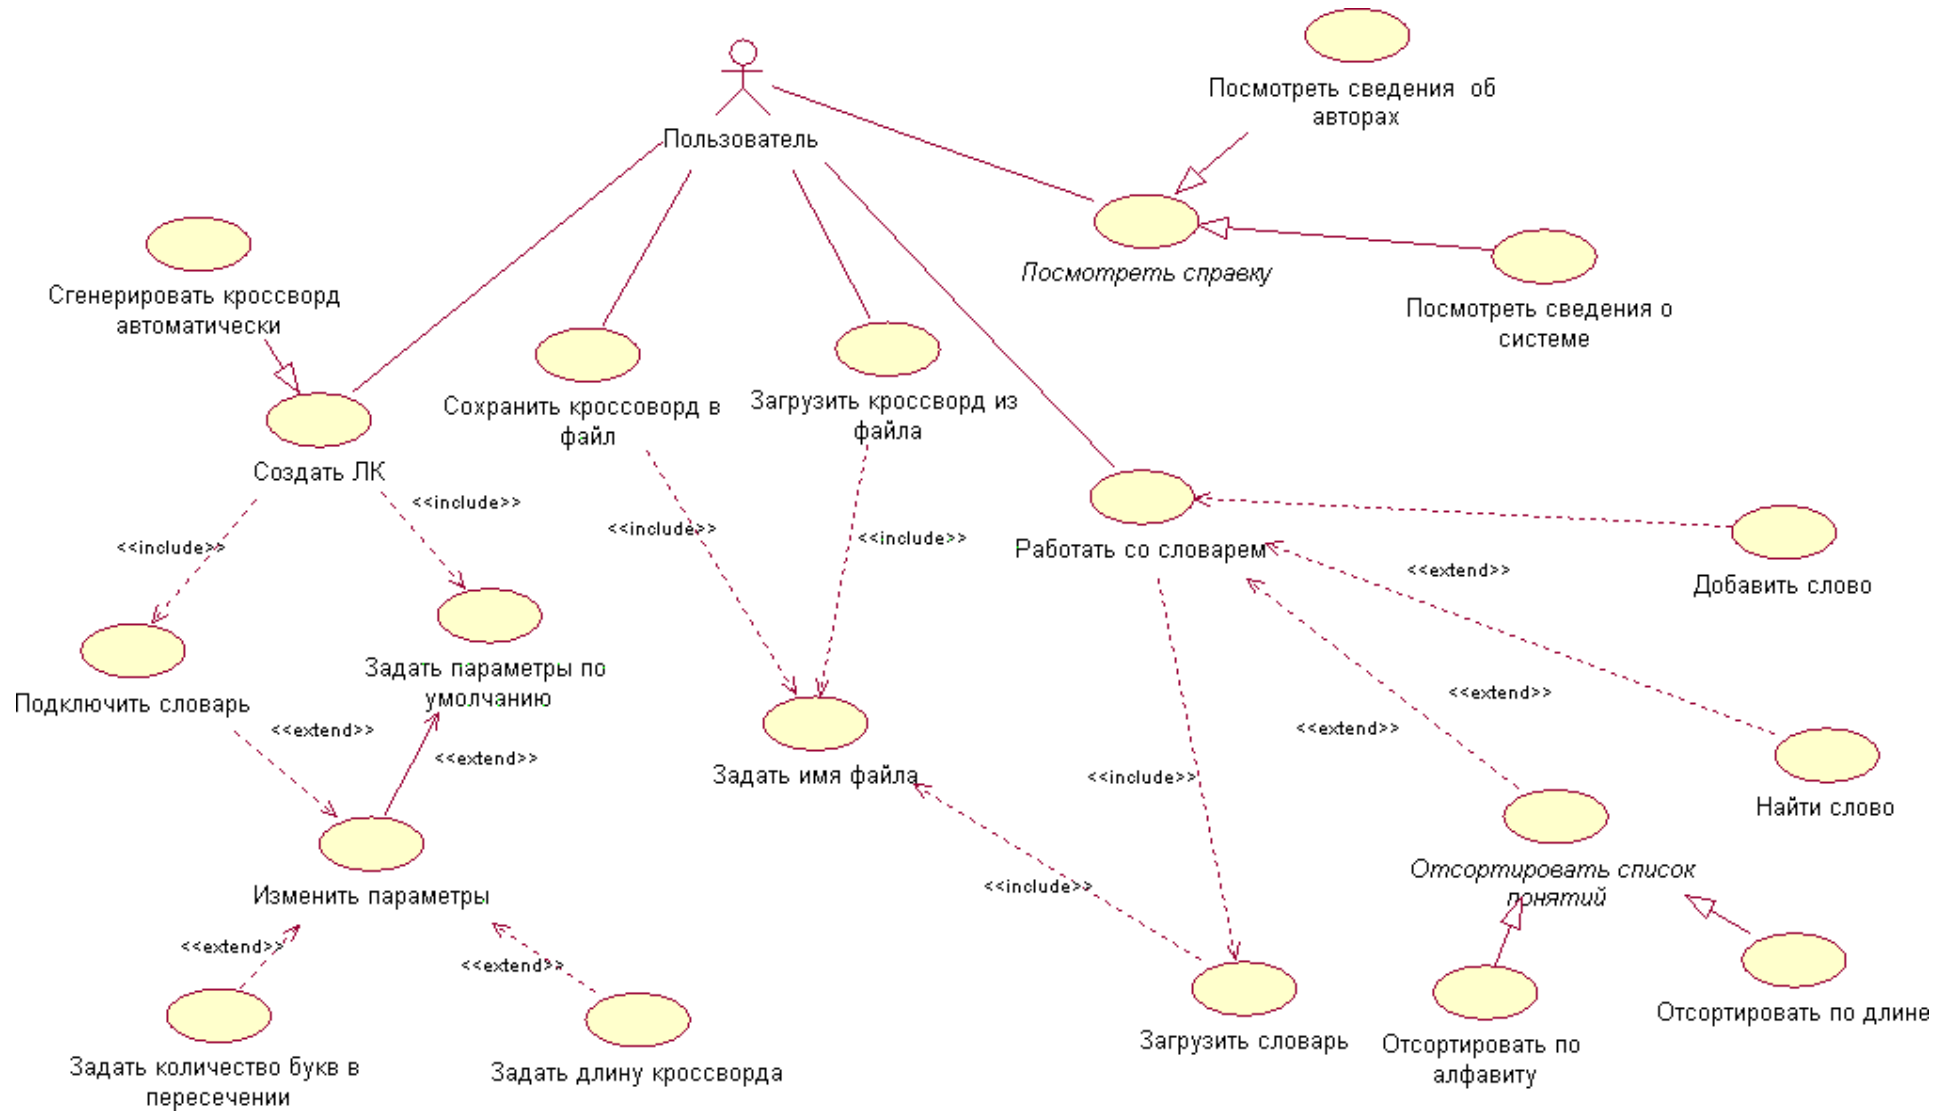 Посмотреть сведения об
авторах
Пользователь
Посмотреть справку
Сгенерировать кроссворд
автоматически
Посмотреть сведения о
системе
Сохранить кроссоворд в
файл
Загрузить кроссворд из
файла
Создать ЛК
<<include>>
<<include>>
<<include>>
<<include>>
Работать со словарем
<<extend>>
Добавить слово
Задать параметры по
умолчанию
Подключить словарь
<<extend>>
<<extend>>
<<extend>>
<<extend>>
Задать имя файла
<<include>>
Найти слово
Изменить параметры
<<include>>
Отсортировать список
понятий
<<extend>>
<<extend>>
Отсортировать по длине
Загрузить словарь
Отсортировать по
алфавиту
Задать количество букв в
пересечении
Задать длину кроссворда